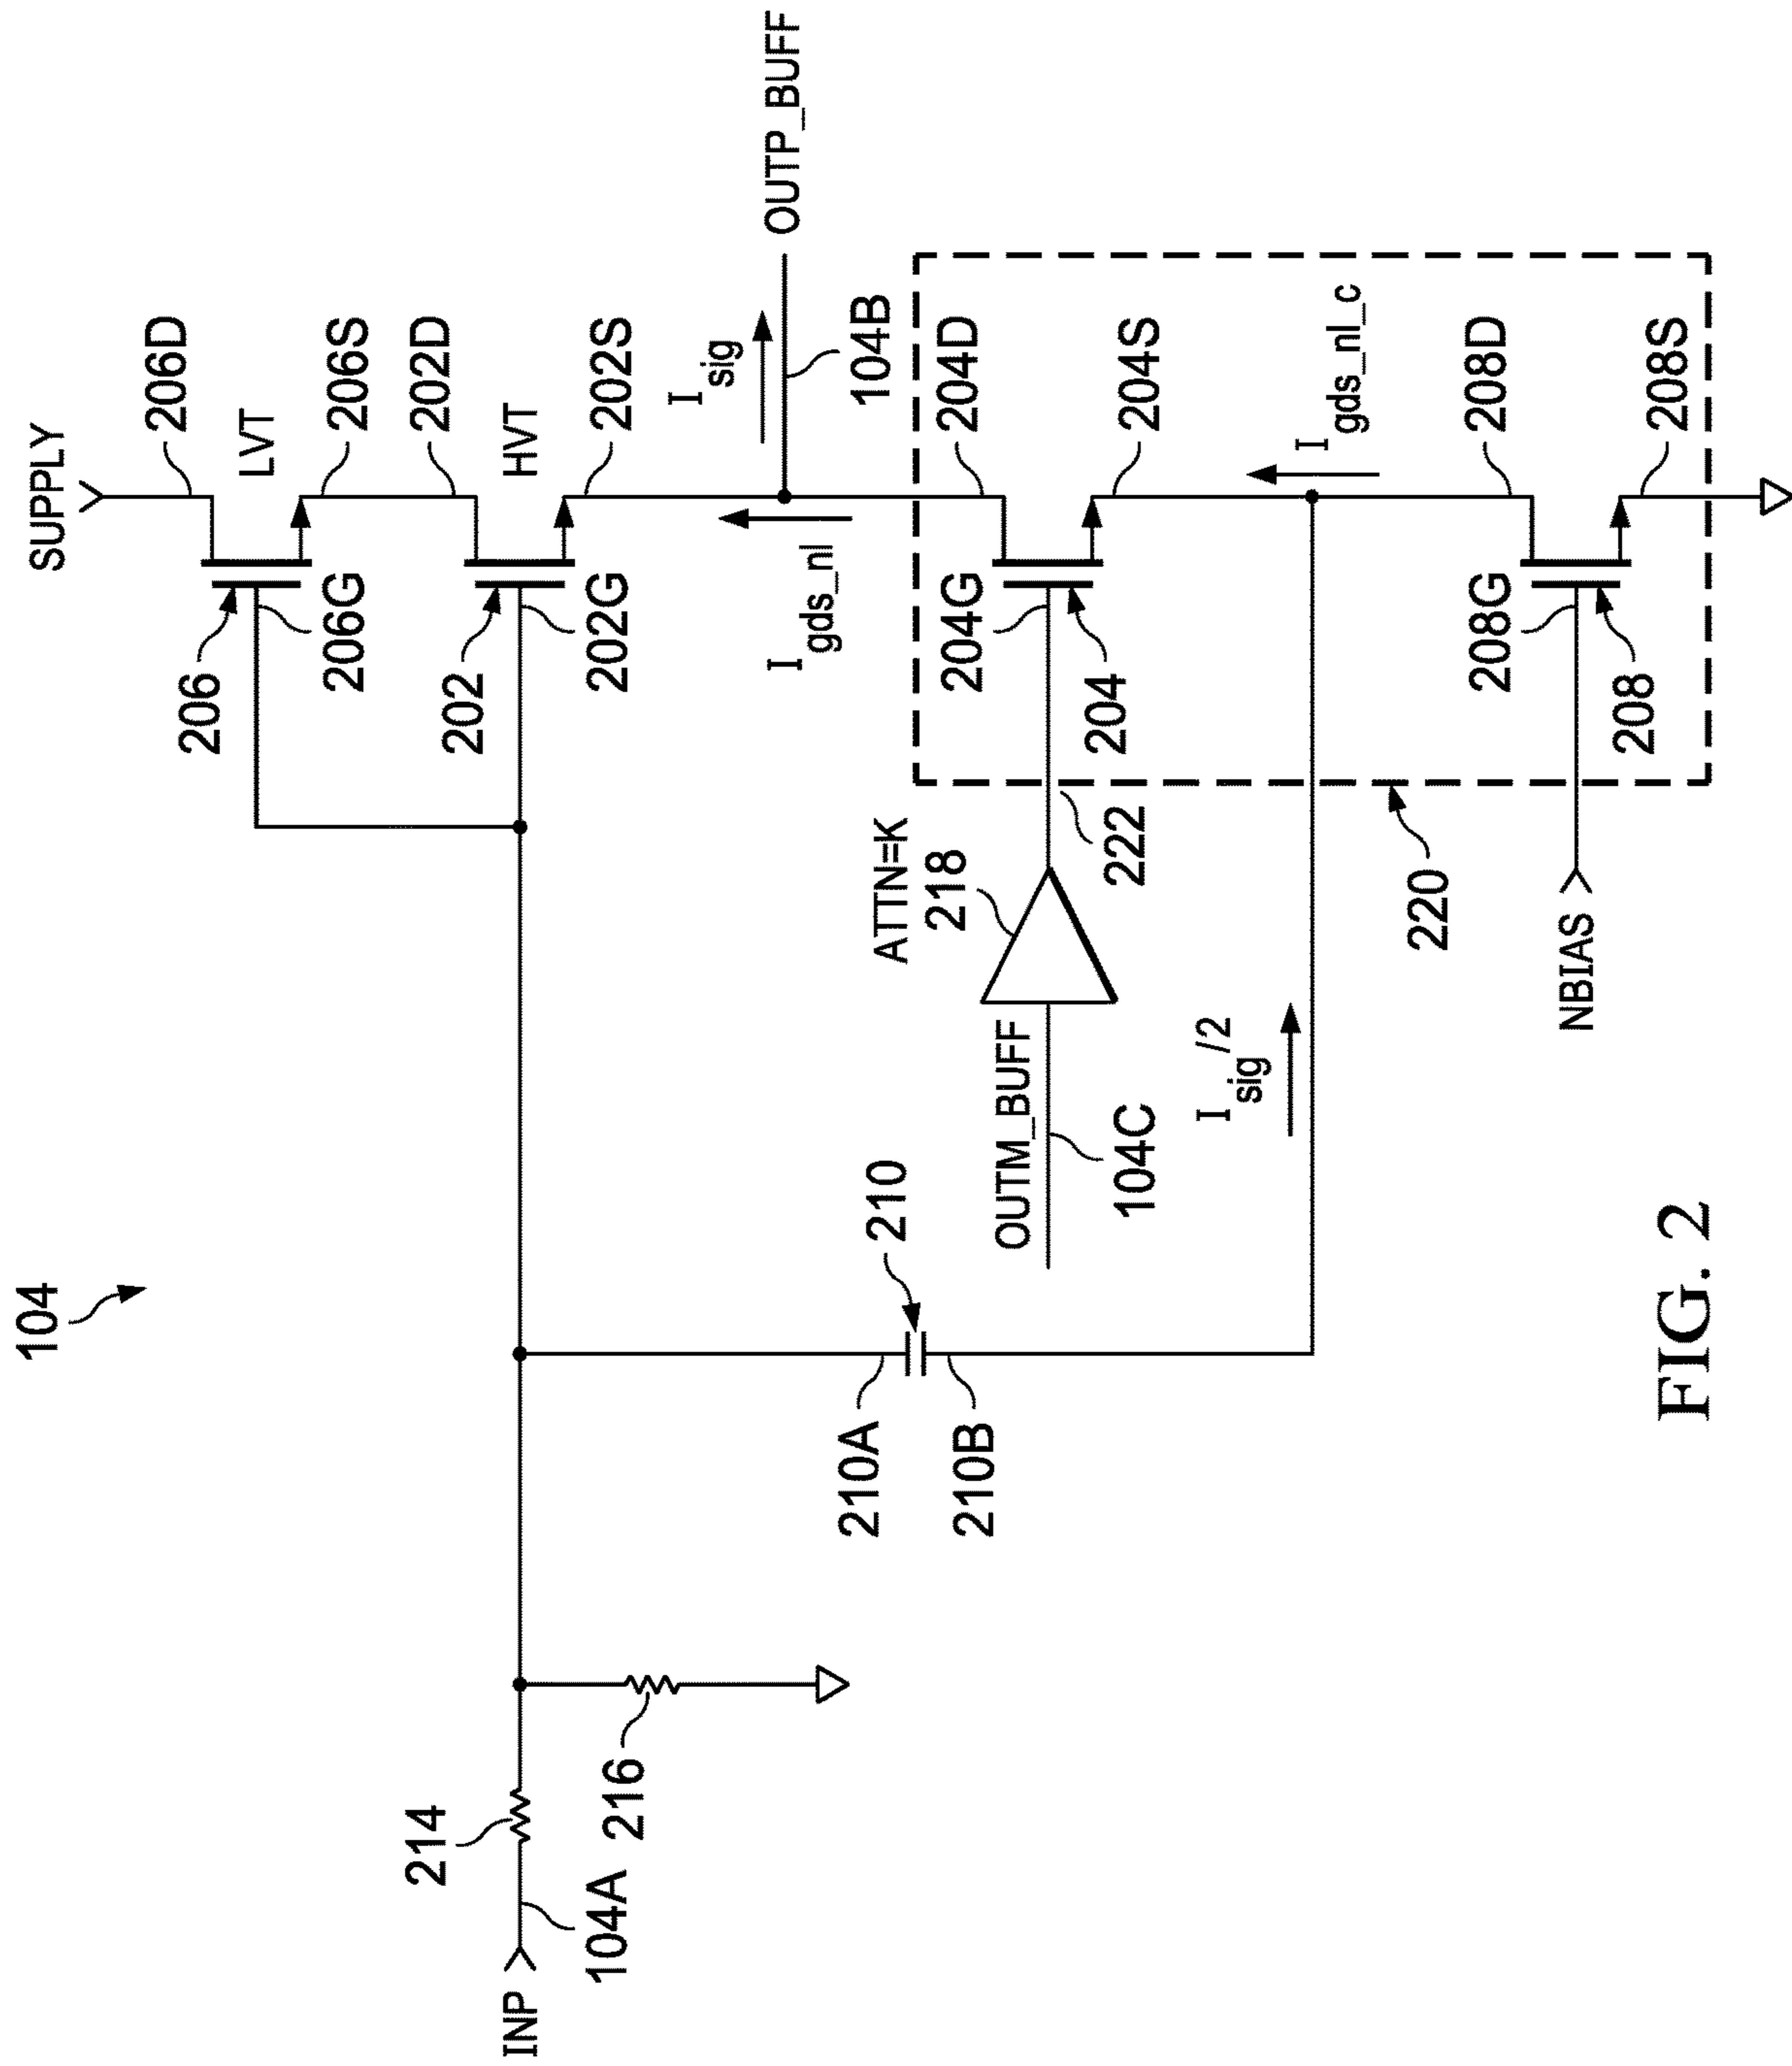 104
SUPPLY
206D
LVT
206
206S
206G
202D
HVT
202
202S
202G
I sig
OUTP_BUFF
104B
I gds_nl
214
INP
104A
216
210
210A
210B
ATTN=K
218
OUTM_BUFF
104C
222
204G
204D
204
204S
I sig/2
I gds_nl_c
220
208G
208D
NBIAS
208
208S
FIG. 2